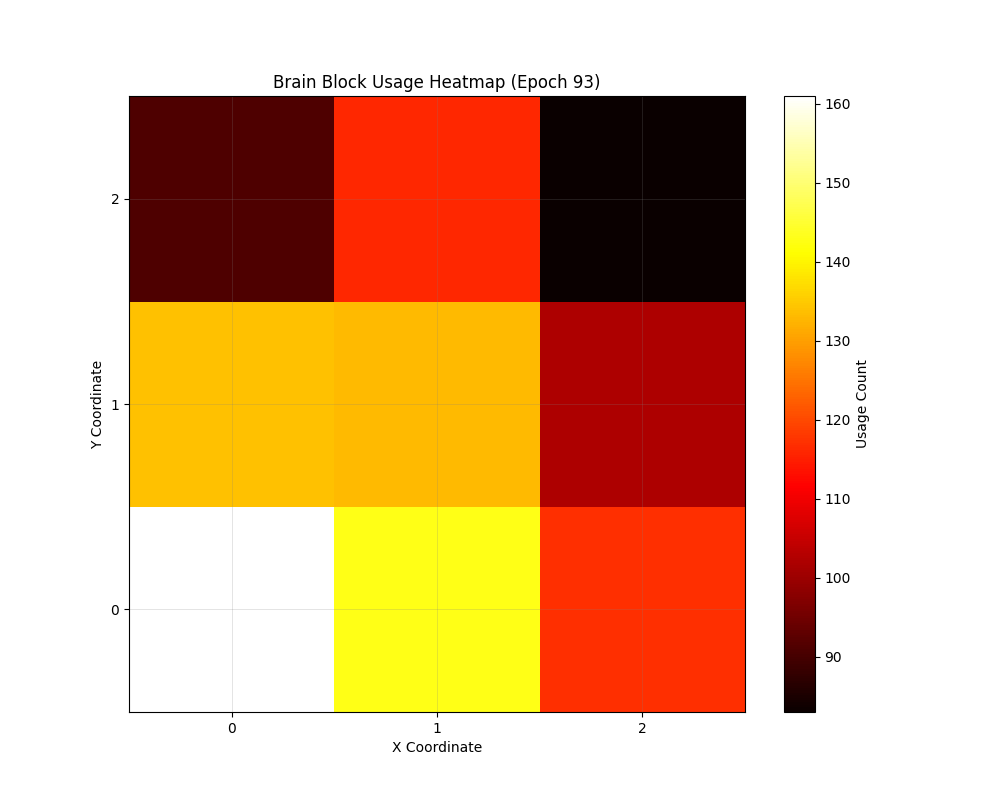 Brain Block Usage Heatmap (Epoch 93)
160
150
140
130
120
110
100
90
Usage Count
2
1
0
Y Coordinate
0 1 2
X Coordinate